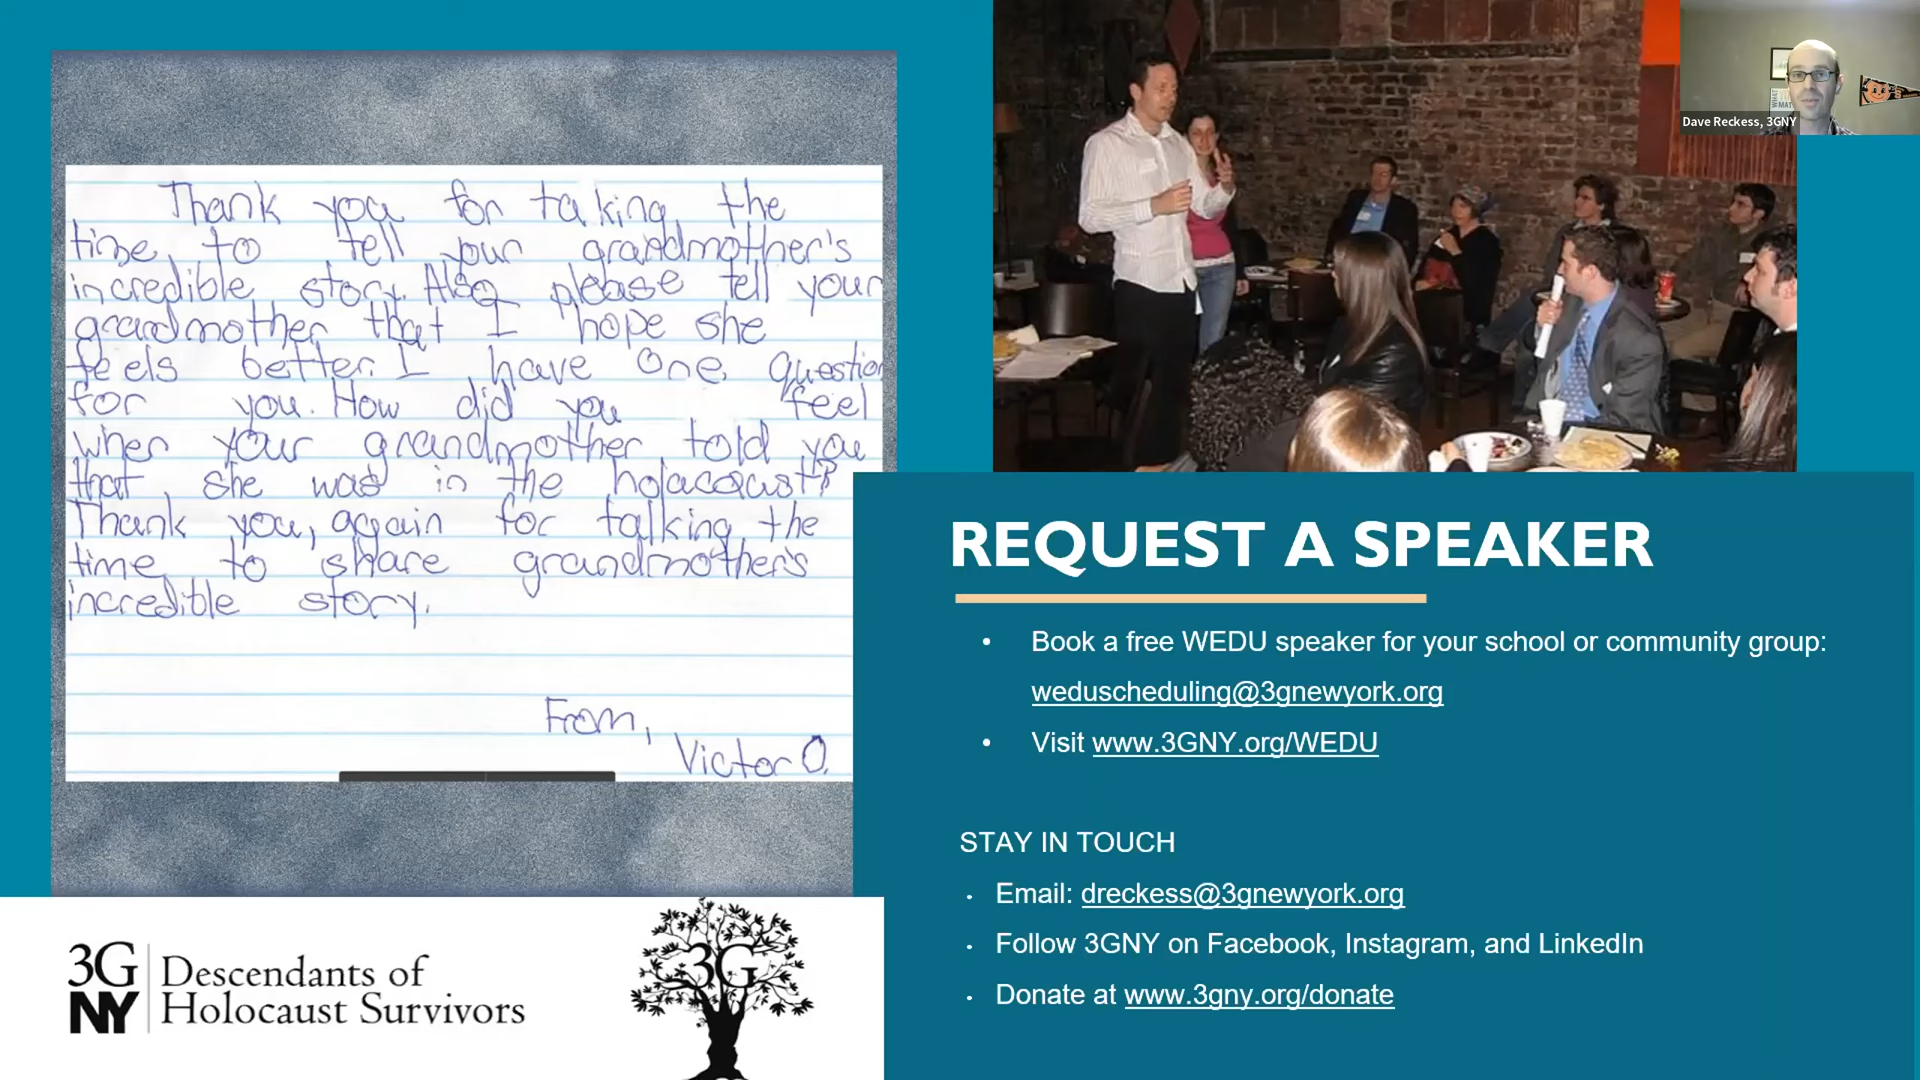 Thank you for taking the
time to tell your grandmother's
incredible story. Also please tell your
grandmother that I hope she
feels better. I have one question
for you. How did you feel
when your grandmother told you
that she was in the holacaust?
Thank you, again for talking the
time to share grandmother's
incredible story.
From,
Victor O.
Dave Reckess, 3GNY
REQUEST A SPEAKER
• Book a free WEDU speaker for your school or community group:
weduscheduling@3gnewyork.org
• Visit www.3GNY.org/WEDU
STAY IN TOUCH
• Email: dreckess@3gnewyork.org
• Follow 3GNY on Facebook, Instagram, and LinkedIn
• Donate at www.3gny.org/donate
3G
NY
Descendants of
Holocaust Survivors
3G